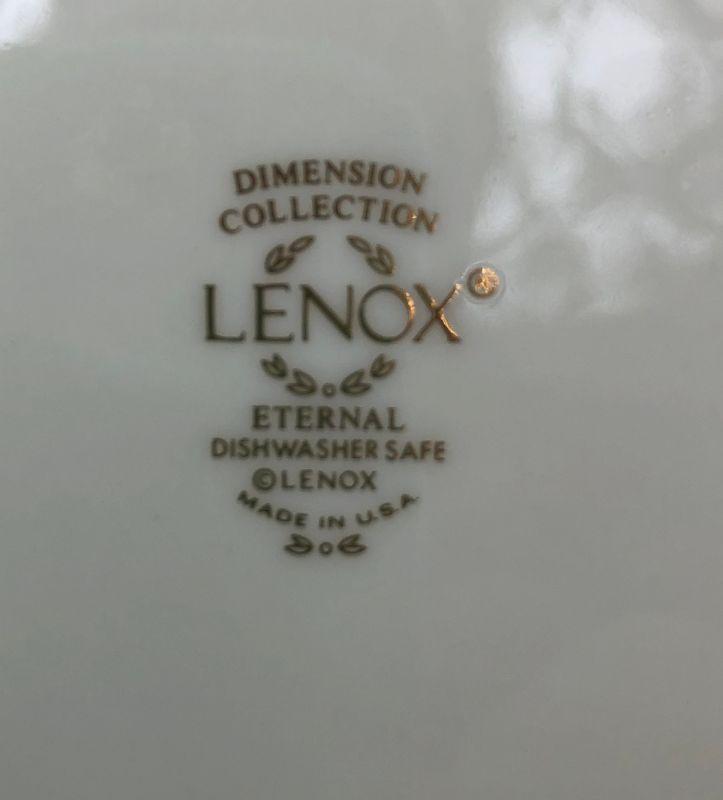 DIMENSION
COLLECTION
LENOX®
ETERNAL
DISHWASHER SAFE
©LENOX
MADE IN U.S.A.